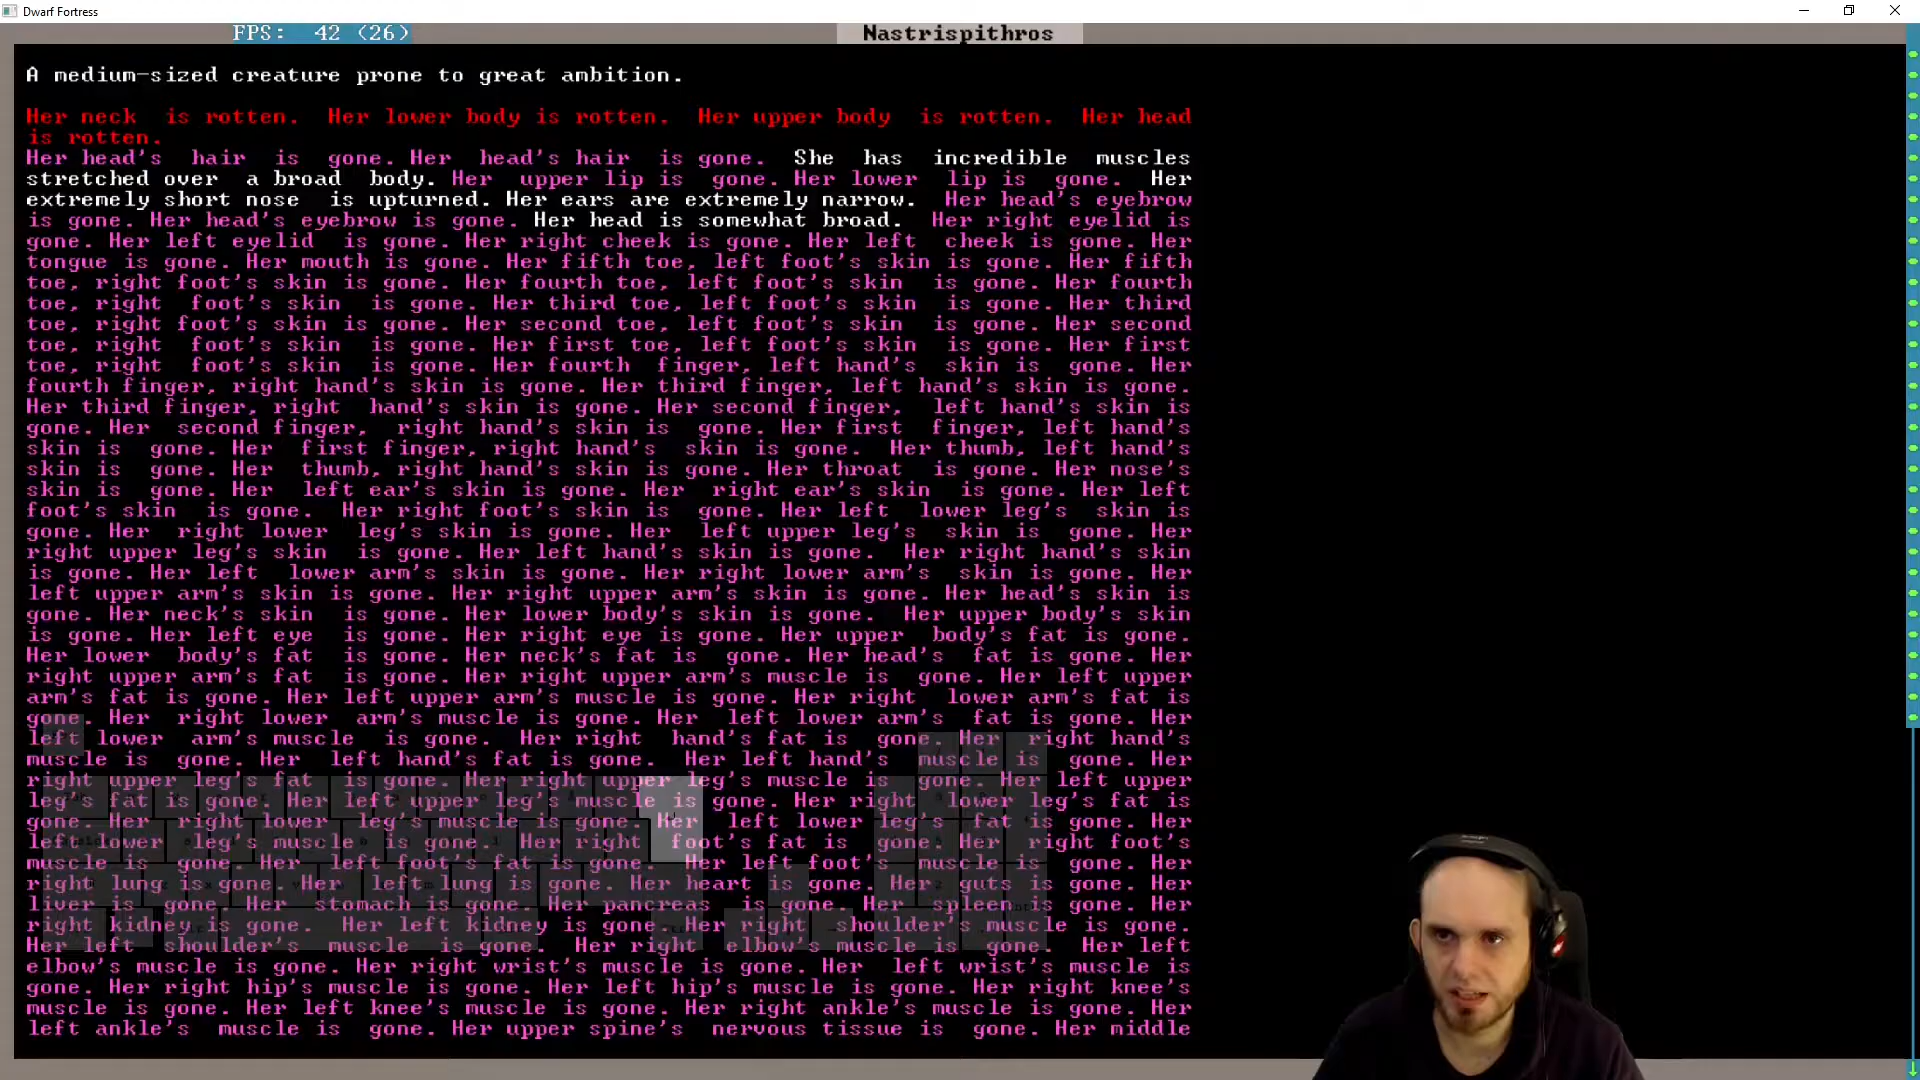 Dwarf Fortress
FPS: 42 (26)
Nastrispithros
A medium-sized creature prone to great ambition.
Her neck is rotten. Her lower body is rotten. Her upper body is rotten. Her head
is rotten.
Her head's hair is gone. Her head's hair is gone. She has incredible muscles
stretched over a broad body. Her upper lip is gone. Her lower lip is gone. Her
extremely short nose is upturned. Her ears are extremely narrow. Her head's eyebrow
is gone. Her head's eyebrow is gone. Her head is somewhat broad. Her right eyelid is
gone. Her left eyelid is gone. Her right cheek is gone. Her left cheek is gone. Her
tongue is gone. Her mouth is gone. Her fifth toe, left foot's skin is gone. Her fifth
toe, right foot's skin is gone. Her fourth toe, left foot's skin is gone. Her fourth
toe, right foot's skin is gone. Her third toe, left foot's skin is gone. Her third
toe, right foot's skin is gone. Her second toe, left foot's skin is gone. Her second
toe, right foot's skin is gone. Her first toe, left foot's skin is gone. Her first
toe, right foot's skin is gone. Her fourth finger, left hand's skin is gone. Her
fourth finger, right hand's skin is gone. Her third finger, left hand's skin is gone.
Her third finger, right hand's skin is gone. Her second finger, left hand's skin is
gone. Her second finger, right hand's skin is gone. Her first finger, left hand's
skin is gone. Her first finger, right hand's skin is gone. Her thumb, left hand's
skin is gone. Her thumb, right hand's skin is gone. Her throat is gone. Her nose's
skin is gone. Her left ear's skin is gone. Her right ear's skin is gone. Her left
foot's skin is gone. Her right foot's skin is gone. Her left lower leg's skin is
gone. Her right lower leg's skin is gone. Her left upper leg's skin is gone. Her
right upper leg's skin is gone. Her left hand's skin is gone. Her right hand's skin
is gone. Her left lower arm's skin is gone. Her right lower arm's skin is gone. Her
left upper arm's skin is gone. Her right upper arm's skin is gone. Her head's skin is
gone. Her neck's skin is gone. Her lower body's skin is gone. Her upper body's skin
is gone. Her left eye is gone. Her right eye is gone. Her upper body's fat is gone.
Her lower body's fat is gone. Her neck's fat is gone. Her head's fat is gone. Her
right upper arm's fat is gone. Her right upper arm's muscle is gone. Her left upper
arm's fat is gone. Her left upper arm's muscle is gone. Her right lower arm's fat is
gone. Her right lower arm's muscle is gone. Her left lower arm's fat is gone. Her
left lower arm's muscle is gone. Her right hand's fat is gone. Her right hand's
muscle is gone. Her left hand's fat is gone. Her left hand's muscle is gone. Her
right upper leg's fat is gone. Her right upper leg's muscle is gone. Her left upper
leg's fat is gone. Her left upper leg's muscle is gone. Her right lower leg's fat is
gone. Her right lower leg's muscle is gone. Her left lower leg's fat is gone. Her
left lower leg's muscle is gone. Her right foot's fat is gone. Her right foot's
muscle is gone. Her left foot's fat is gone. Her left foot's muscle is gone. Her
right lung is gone. Her left lung is gone. Her heart is gone. Her guts is gone. Her
liver is gone. Her stomach is gone. Her pancreas is gone. Her spleen is gone. Her
right kidney is gone. Her left kidney is gone. Her right shoulder's muscle is gone.
Her left shoulder's muscle is gone. Her right elbow's muscle is gone. Her left
elbow's muscle is gone. Her right wrist's muscle is gone. Her left wrist's muscle is
gone. Her right hip's muscle is gone. Her left hip's muscle is gone. Her right knee's
muscle is gone. Her left knee's muscle is gone. Her right ankle's muscle is gone. Her
left ankle's muscle is gone. Her upper spine's nervous tissue is gone. Her middle